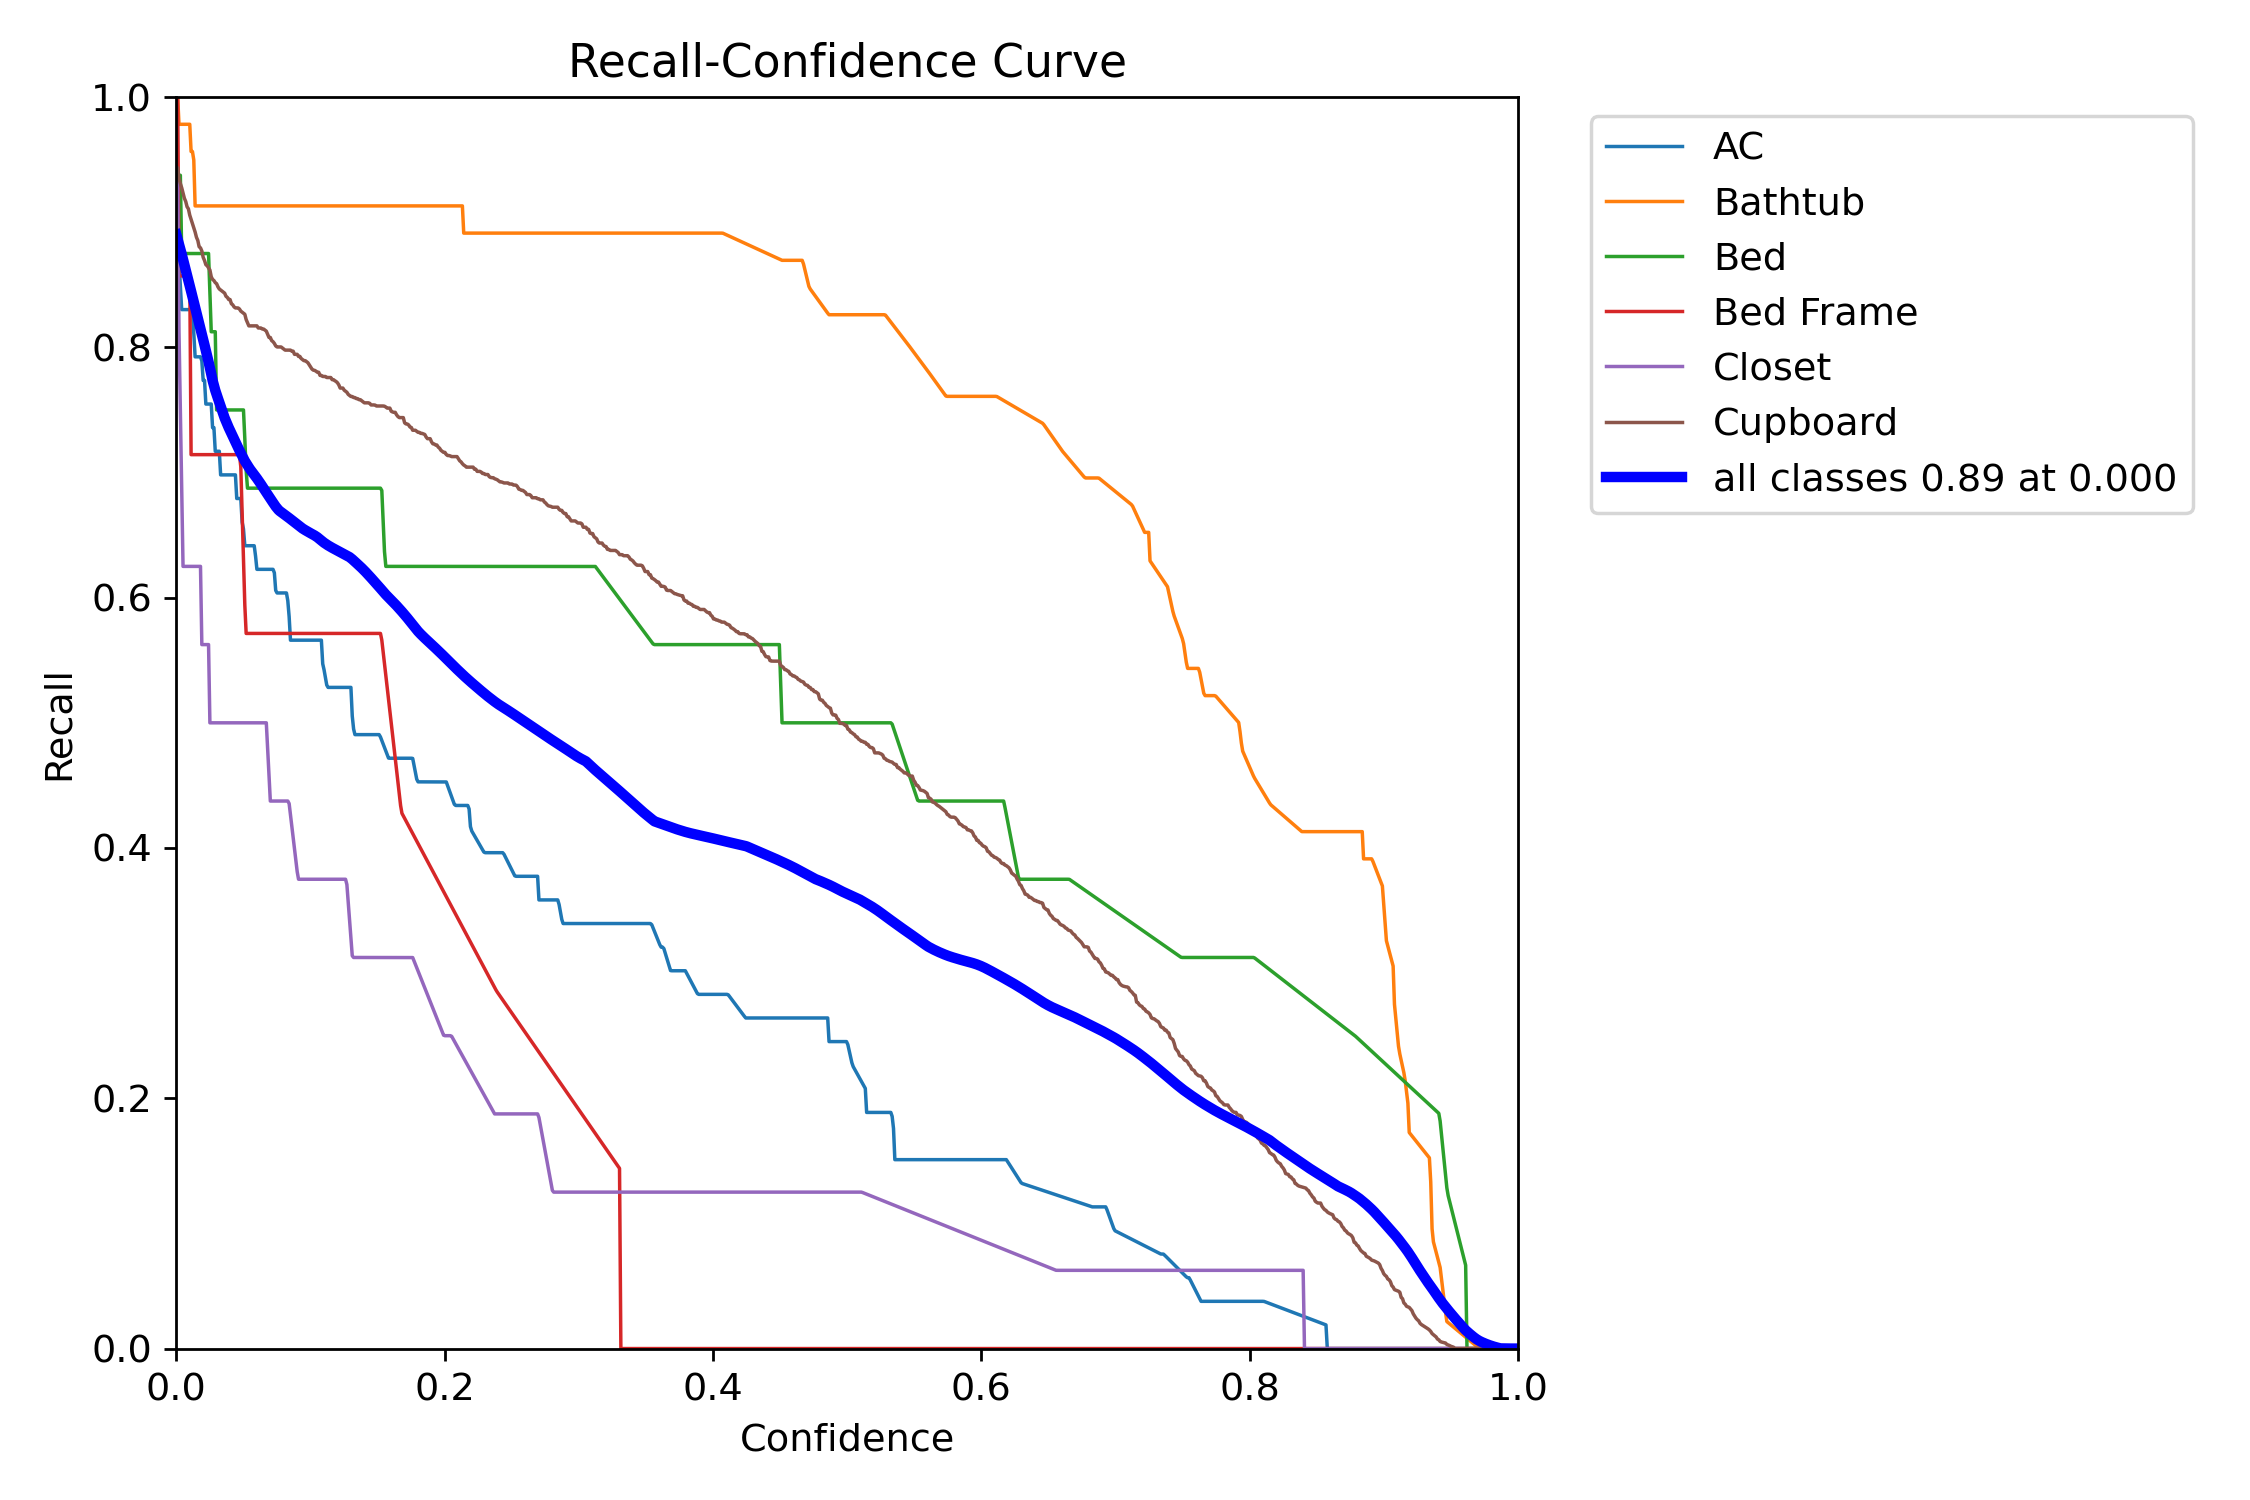 Recall-Confidence Curve
1.0
0.8
0.6
0.4
0.2
0.0
Recall
0.0 0.2 0.4 0.6 0.8 1.0
Confidence
AC
Bathtub
Bed
Bed Frame
Closet
Cupboard
all classes 0.89 at 0.000